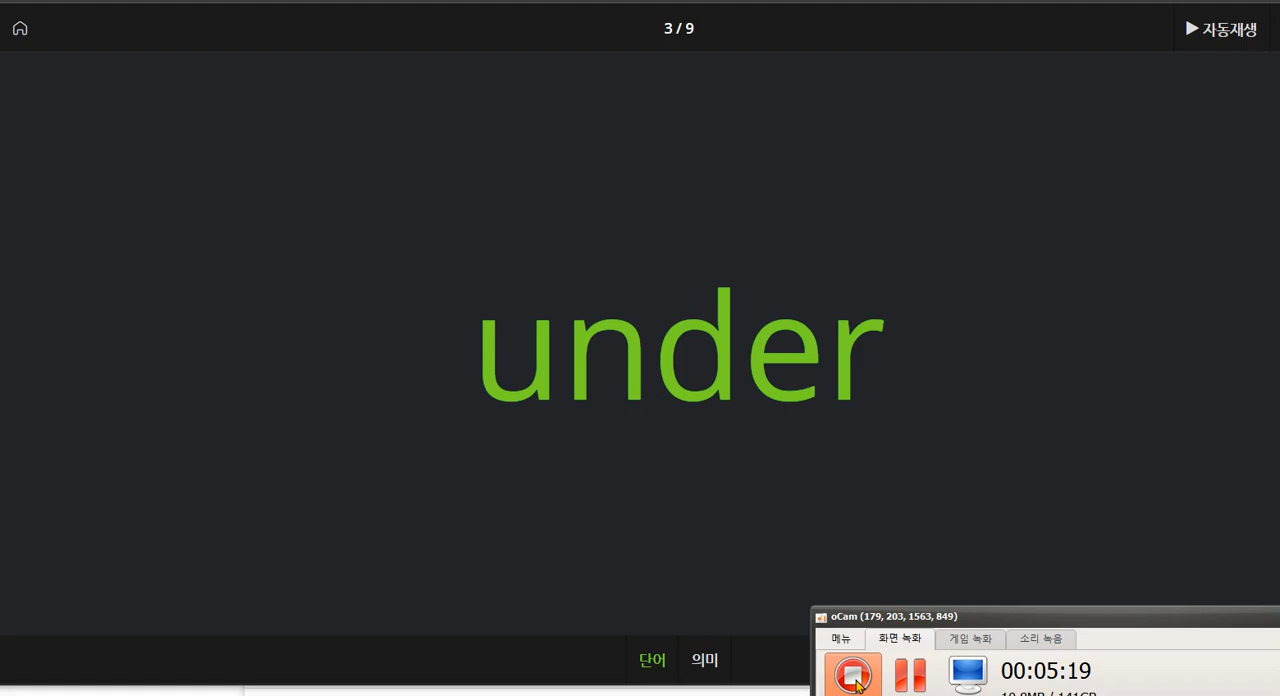 3 / 9
▶ 자동재생
under
단어 의미
oCam (179, 203, 1563, 849)
메뉴 화면 녹화 게임 녹화 소리 녹음
00:05:19